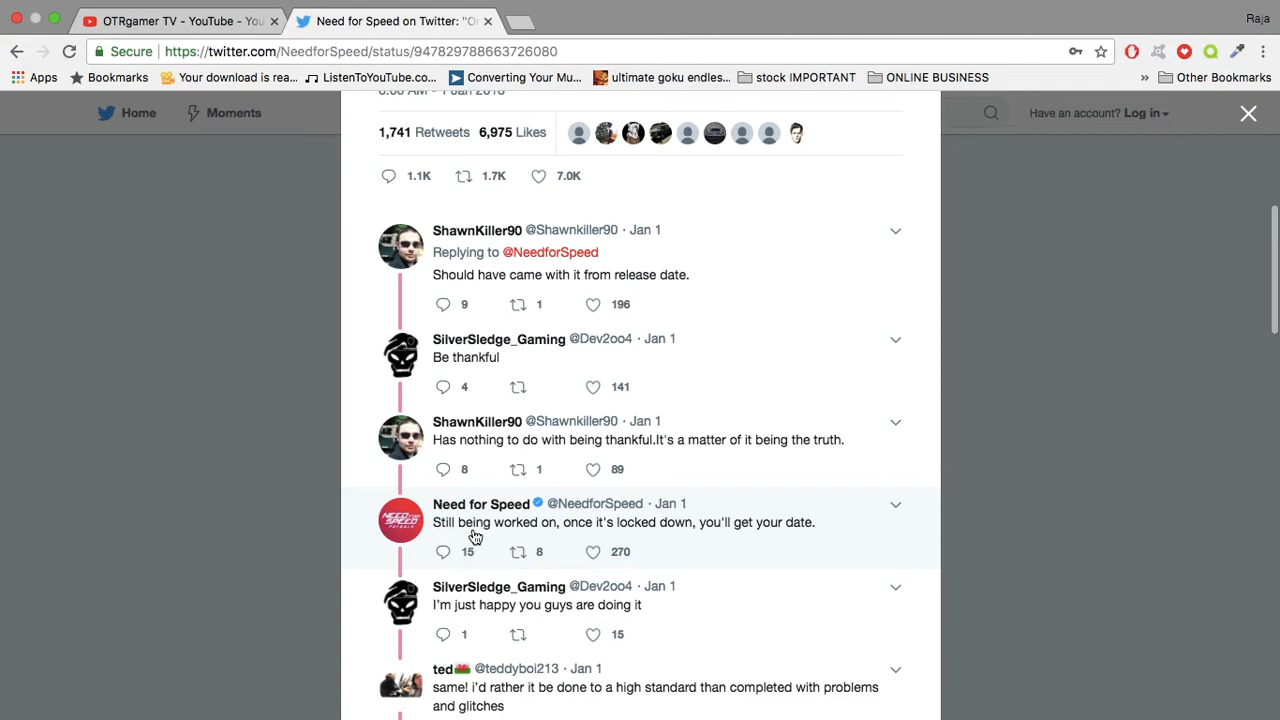 OTRgamer TV - YouTube - You
Need for Speed on Twitter: "O
Raja
Secure
https://twitter.com/NeedforSpeed/status/947829788663726080
Apps
Bookmarks
Your download is rea...
ListenToYouTube.co...
Converting Your Mu...
ultimate goku endles...
stock IMPORTANT
ONLINE BUSINESS
»
Other Bookmarks
Home
Moments
Have an account? Log in
1,741 Retweets 6,975 Likes
1.1K 1.7K 7.0K
ShawnKiller90 @Shawnkiller90 · Jan 1
Replying to @NeedforSpeed
Should have came with it from release date.
9 1 196
SilverSledge_Gaming @Dev2oo4 · Jan 1
Be thankful
4 141
ShawnKiller90 @Shawnkiller90 · Jan 1
Has nothing to do with being thankful.It's a matter of it being the truth.
8 1 89
NEED FOR SPEED
Need for Speed @NeedforSpeed · Jan 1
Still being worked on, once it's locked down, you'll get your date.
15 8 270
SilverSledge_Gaming @Dev2oo4 · Jan 1
I'm just happy you guys are doing it
1 15
ted @teddyboi213 · Jan 1
same! i'd rather it be done to a high standard than completed with problems
and glitches